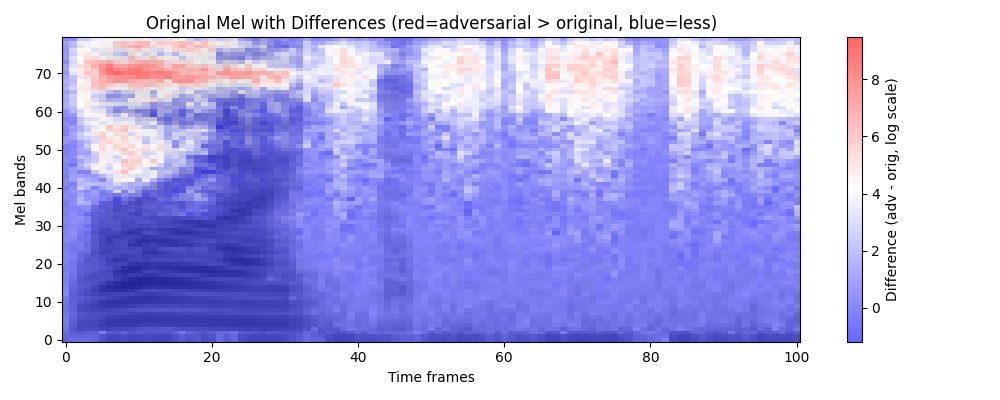 Original Mel with Differences (red=adversarial > original, blue=less)
Mel bands
70
60
50
40
30
20
10
0
0 20 40 60 80 100
Time frames
8
6
4
2
0
Difference (adv - orig, log scale)